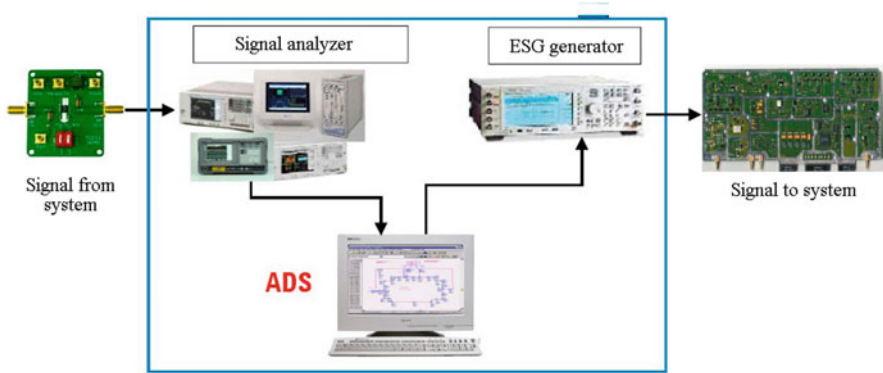 Signal analyzer
ESG generator
Signal from
system
Signal to system
ADS